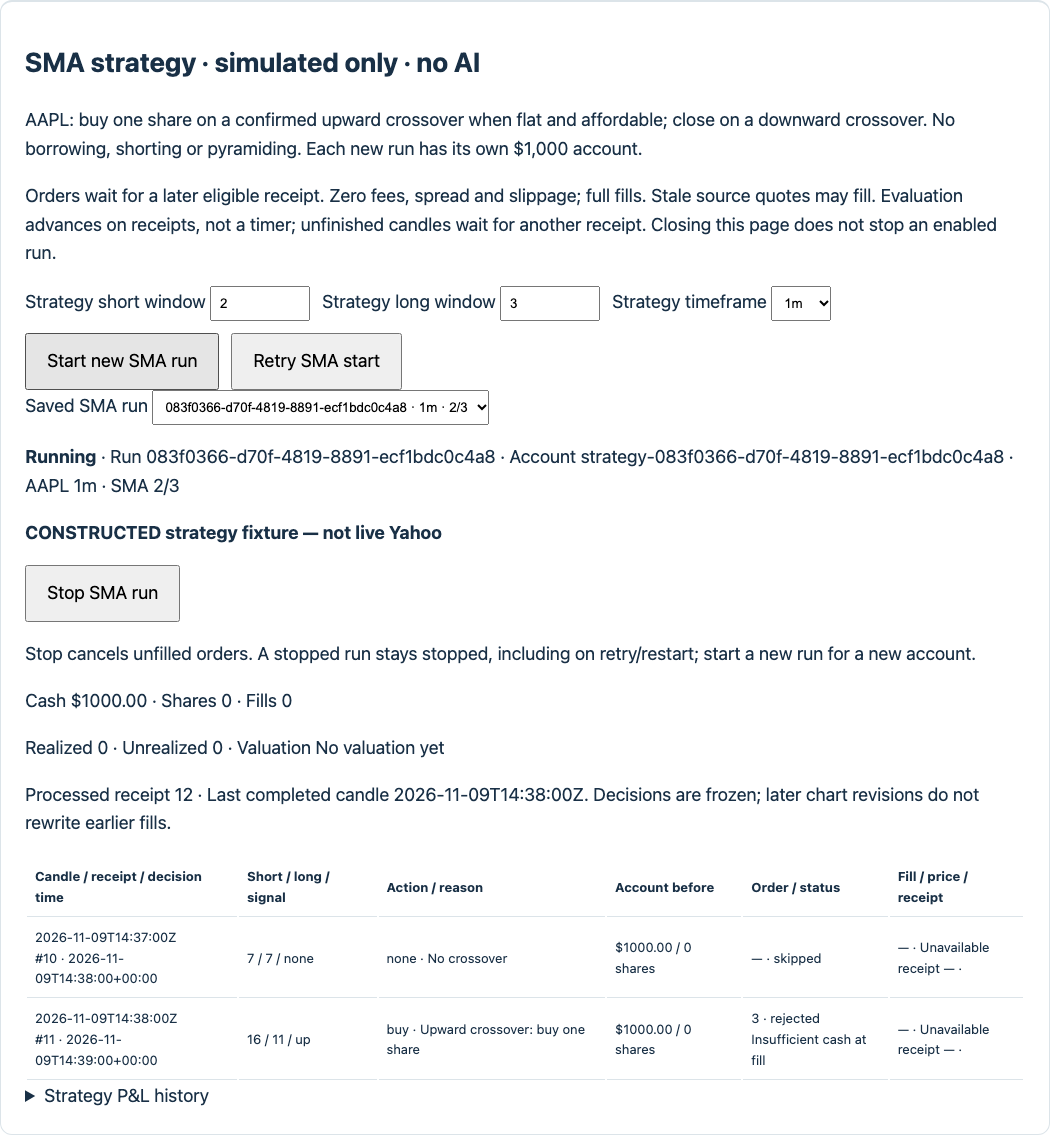 SMA strategy · simulated only · no AI
AAPL: buy one share on a confirmed upward crossover when flat and affordable; close on a downward crossover. No
borrowing, shorting or pyramiding. Each new run has its own $1,000 account.
Orders wait for a later eligible receipt. Zero fees, spread and slippage; full fills. Stale source quotes may fill. Evaluation
advances on receipts, not a timer; unfinished candles wait for another receipt. Closing this page does not stop an enabled
run.
Strategy short window 2 Strategy long window 3 Strategy timeframe 1m
Start new SMA run Retry SMA start
Saved SMA run 083f0366-d70f-4819-8891-ecf1bdc0c4a8 · 1m · 2/3
Running · Run 083f0366-d70f-4819-8891-ecf1bdc0c4a8 · Account strategy-083f0366-d70f-4819-8891-ecf1bdc0c4a8 ·
AAPL 1m · SMA 2/3
CONSTRUCTED strategy fixture — not live Yahoo
Stop SMA run
Stop cancels unfilled orders. A stopped run stays stopped, including on retry/restart; start a new run for a new account.
Cash $1000.00 · Shares 0 · Fills 0
Realized 0 · Unrealized 0 · Valuation No valuation yet
Processed receipt 12 · Last completed candle 2026-11-09T14:38:00Z. Decisions are frozen; later chart revisions do not
rewrite earlier fills.
Candle / receipt / decision
time
Short / long /
signal
Action / reason
Account before
Order / status
Fill / price /
receipt
2026-11-09T14:37:00Z
#10 · 2026-11-
09T14:38:00+00:00
7 / 7 / none
none · No crossover
$1000.00 / 0
shares
— · skipped
— · Unavailable
receipt — ·
2026-11-09T14:38:00Z
#11 · 2026-11-
09T14:39:00+00:00
16 / 11 / up
buy · Upward crossover: buy one
share
$1000.00 / 0
shares
3 · rejected
Insufficient cash at
fill
— · Unavailable
receipt — ·
Strategy P&L history